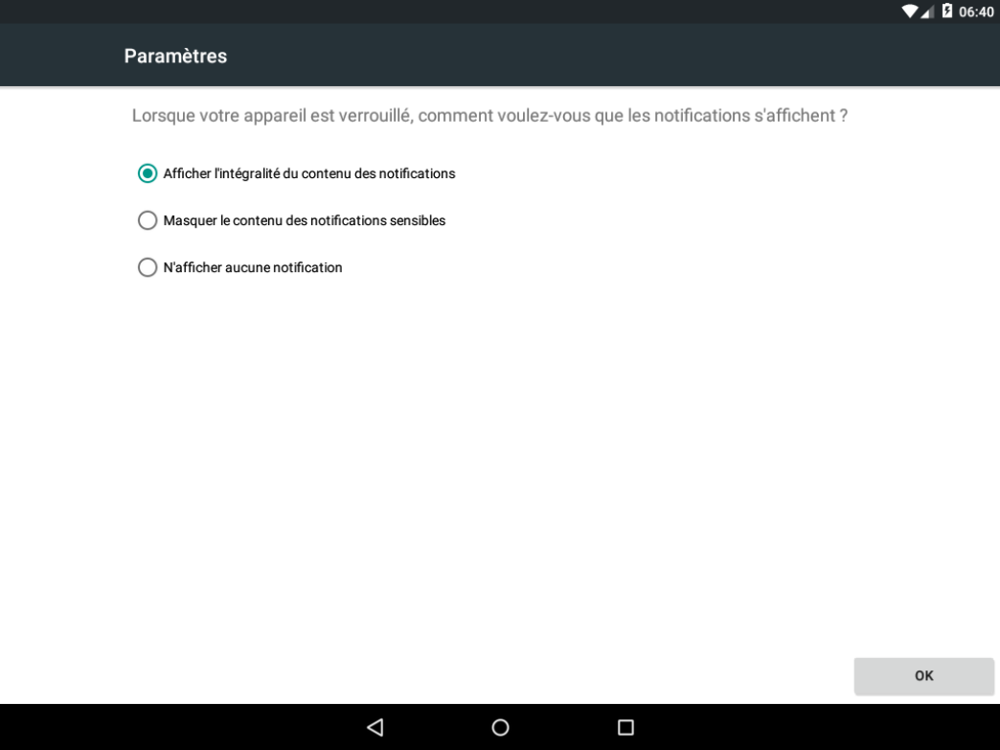 06:40
Paramètres
Lorsque votre appareil est verrouillé, comment voulez-vous que les notifications s'affichent ?
Afficher l'intégralité du contenu des notifications
Masquer le contenu des notifications sensibles
N'afficher aucune notification
OK